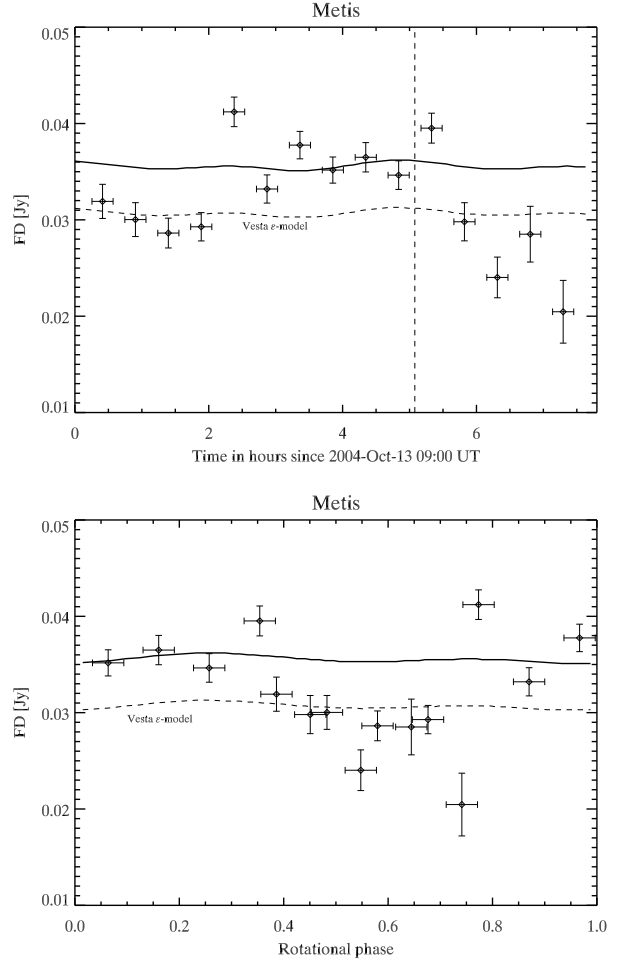 Metis
0.05
0.04
0.03
0.02
0.01
FD [Jy]
Vesta ε-model
0 2 4 6
Time in hours since 2004-Oct-13 09:00 UT
Metis
0.05
0.04
0.03
0.02
0.01
FD [Jy]
Vesta ε-model
0.0 0.2 0.4 0.6 0.8 1.0
Rotational phase